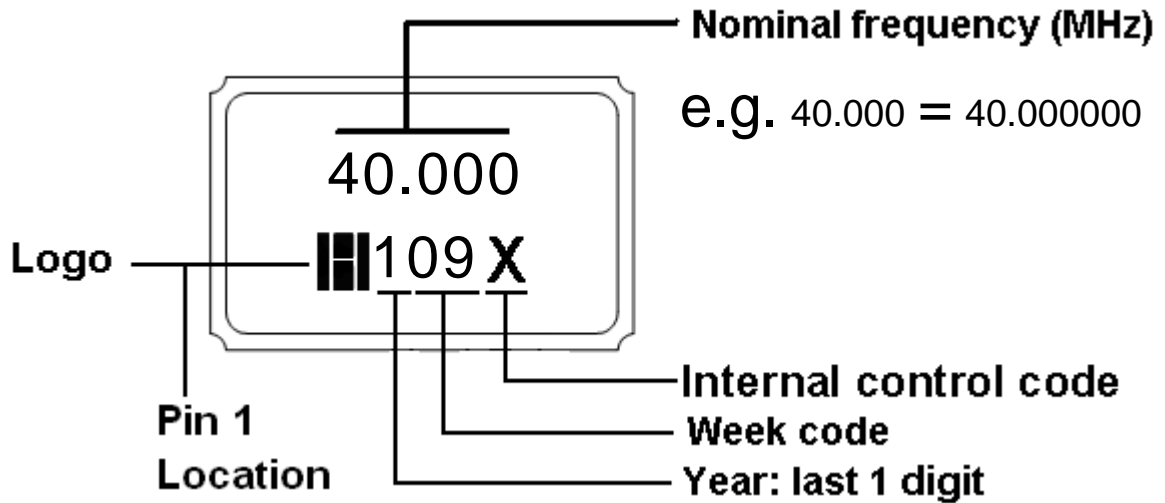 Nominal frequency (MHz)
e.g. 40.000 = 40.000000
40.000
Logo
109 X
Internal control code
Pin 1
Location
Week code
Year: last 1 digit